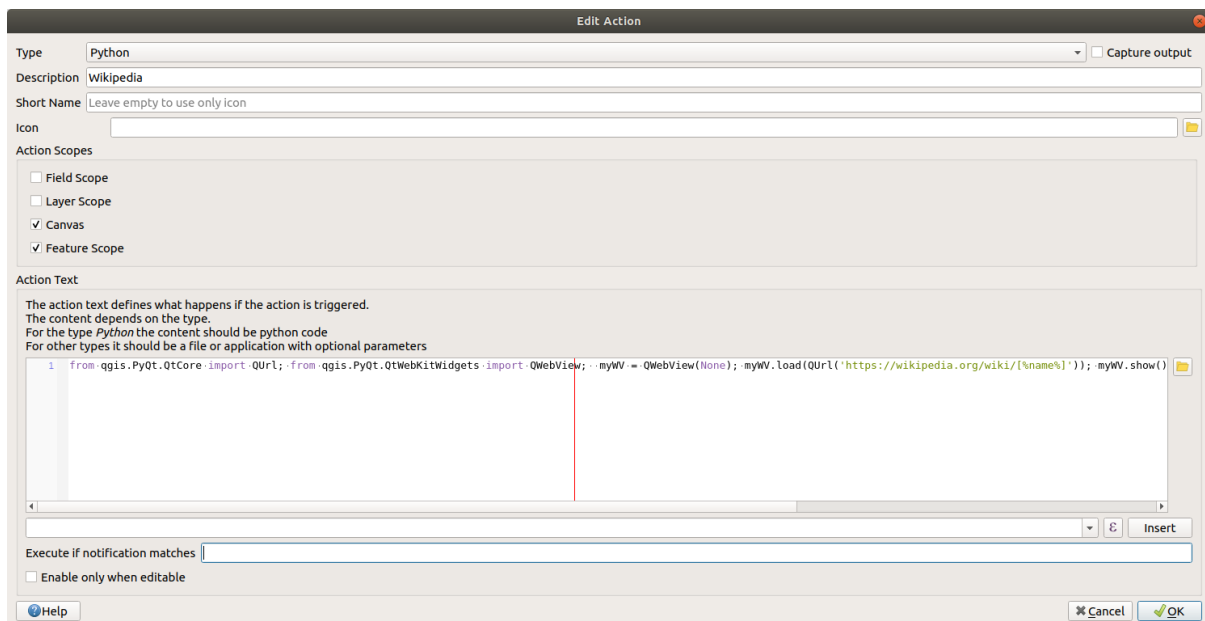 Edit Action
Type Python Capture output
Description Wikipedia
Short Name Leave empty to use only icon
Icon
Action Scopes
Field Scope
Layer Scope
Canvas
Feature Scope
Action Text
The action text defines what happens if the action is triggered.
The content depends on the type.
For the type Python the content should be python code
For other types it should be a file or application with optional parameters
1 from qgis.PyQt.QtCore import QUrl; from qgis.PyQt.QtWebKitWidgets import QWebView;  myWV = QWebView(None); myWV.load(QUrl('https://wikipedia.org/wiki/[%name%]')); myWV.show()
ε Insert
Execute if notification matches
Enable only when editable
Help Cancel OK